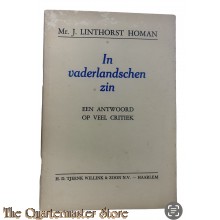 Mr. J. LINTHORST HOMAN
In
vaderlandschen
zin
EEN ANTWOORD
OP VEEL CRITIEK
H. D. TJEENK WILLINK & ZOON N.V. — HAARLEM
The Quartermaster Store